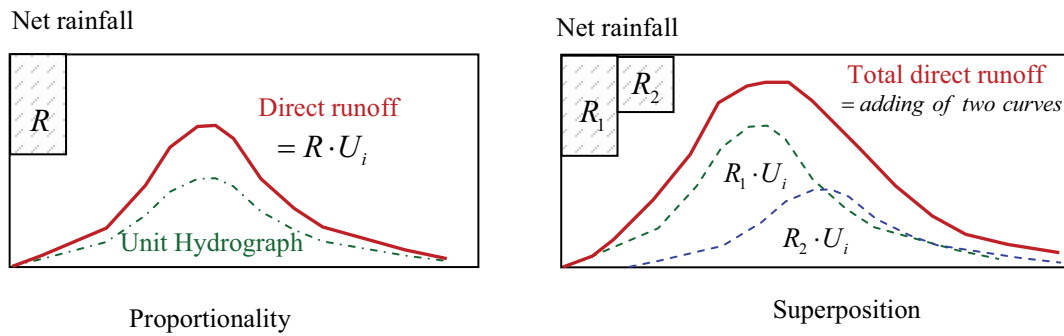 Net rainfall
R
Direct runoff
= R · U_i
Unit Hydrograph
Proportionality
Net rainfall
R_1
R_2
Total direct runoff
= adding of two curves
R_1 · U_i
R_2 · U_i
Superposition